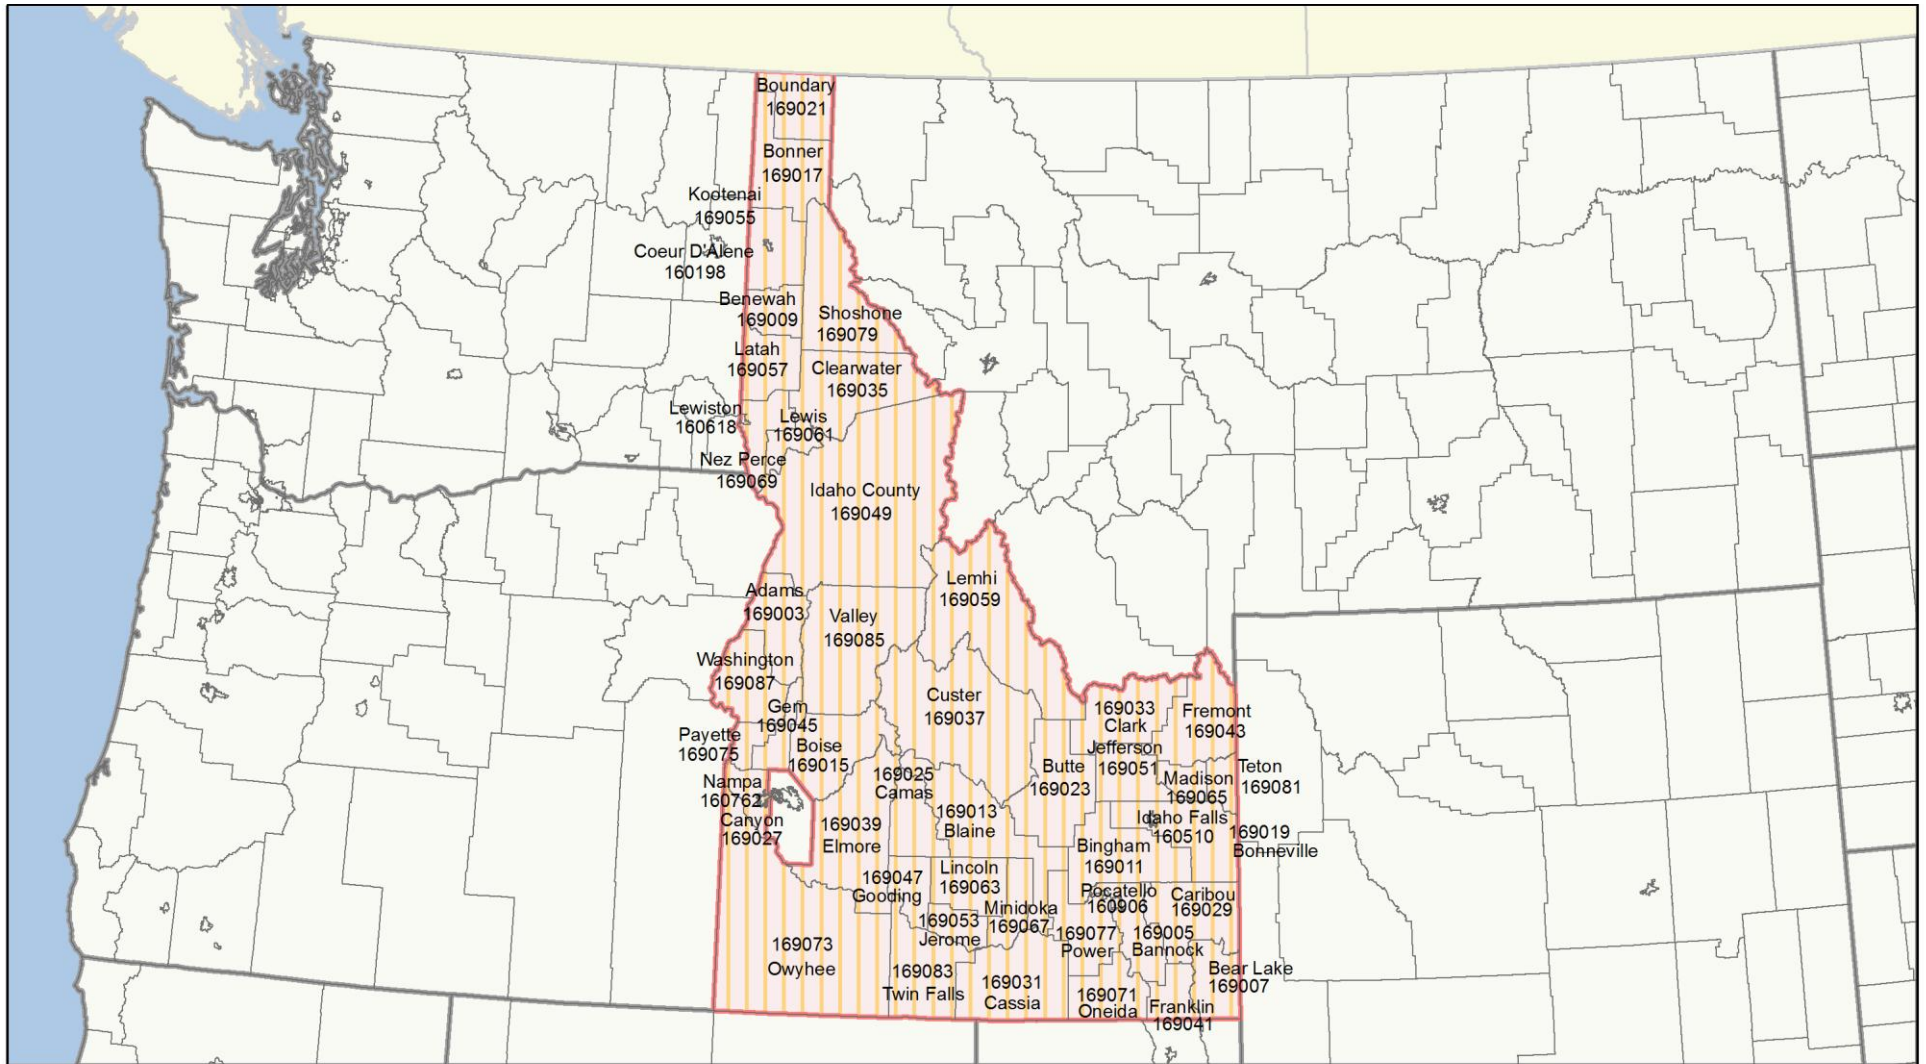 Boundary
169021
Bonner
169017
Kootenai
169055
Coeur D'Alene
160198
Benewah
169009
Shoshone
169079
Latah
169057
Clearwater
169035
Lewiston
160618
Lewis
169061
Nez Perce
169069
Idaho County
169049
Adams
169003
Lemhi
169059
Valley
169085
Washington
169087
Custer
169037
Gem
169045
169033
Clark
Fremont
169043
Payette
169075
Boise
169015
Jefferson
169051
Nampa
160762
169025
Camas
Butte
169023
Madison
169065
Teton
169081
Canyon
169027
169039
Elmore
169013
Blaine
Idaho Falls
160510
169019
Bonneville
Bingham
169011
169047
Gooding
Lincoln
169063
Pocatello
160906
Caribou
169029
169053
Jerome
Minidoka
169067
169077
Power
169005
Bannock
169073
Owyhee
169083
Twin Falls
169031
Cassia
Bear Lake
169007
169071
Oneida
Franklin
169041